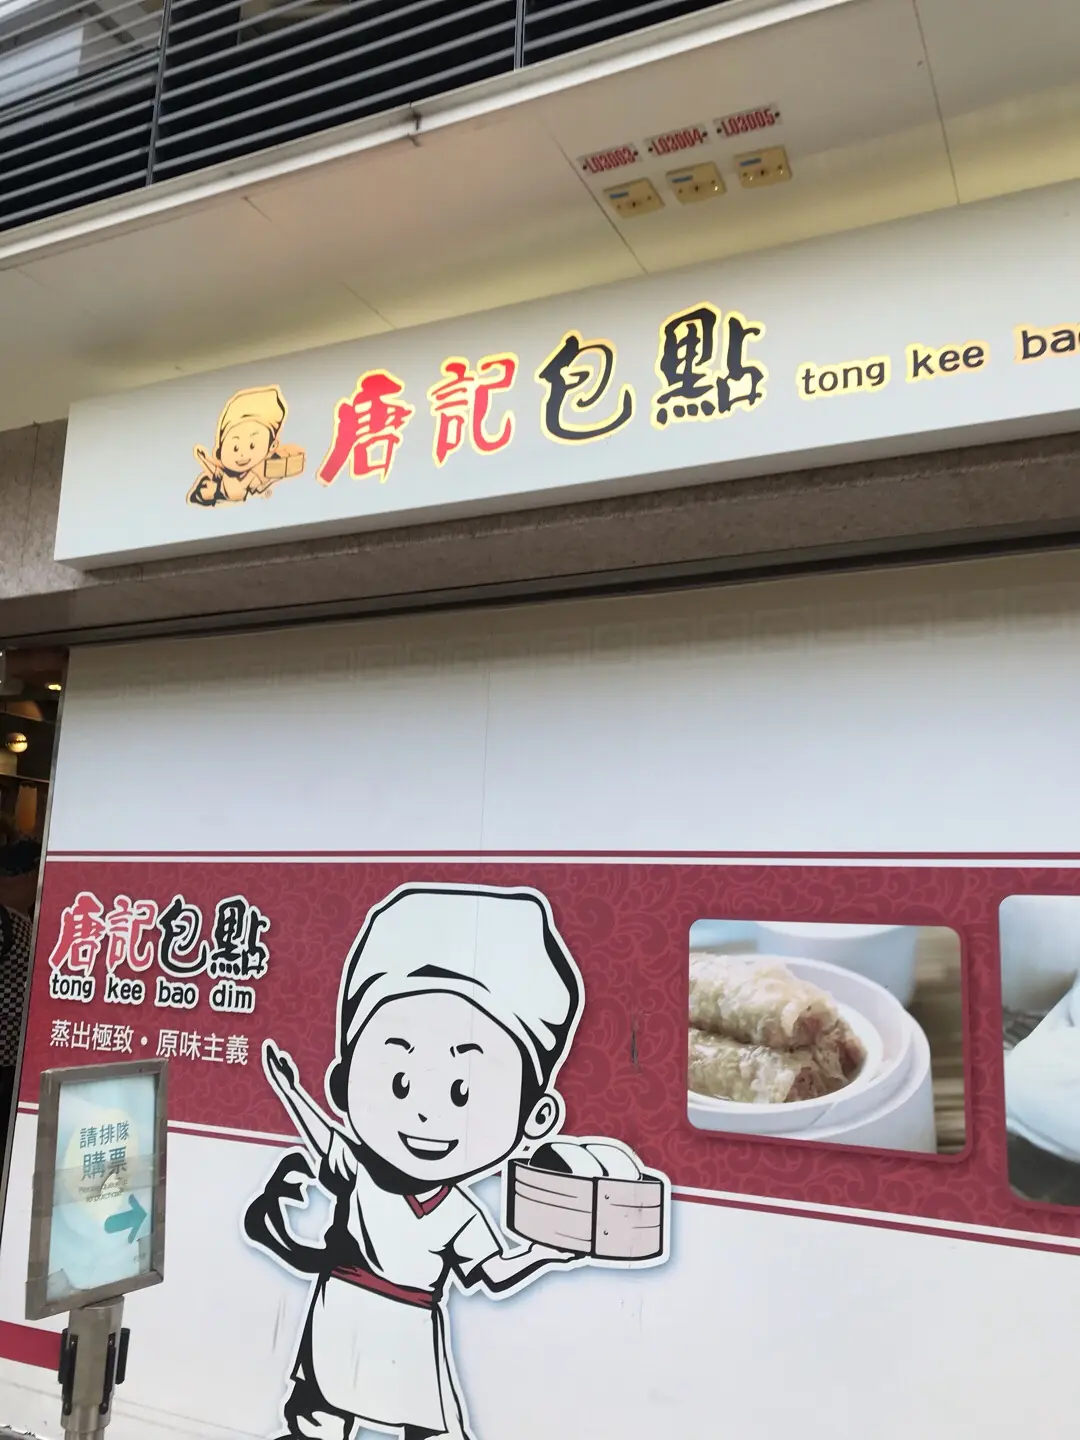 L03003 L03004 L03005
唐記包點 tong kee
唐記包點
tong kee bao dim
蒸出極致·原味主義
請排隊
購票